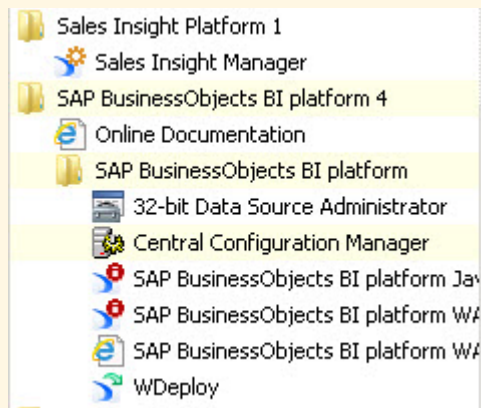 Sales Insight Platform 1
Sales Insight Manager
SAP BusinessObjects BI platform 4
Online Documentation
SAP BusinessObjects BI platform
32-bit Data Source Administrator
Central Configuration Manager
SAP BusinessObjects BI platform Jav
SAP BusinessObjects BI platform WA
SAP BusinessObjects BI platform WA
WDeploy